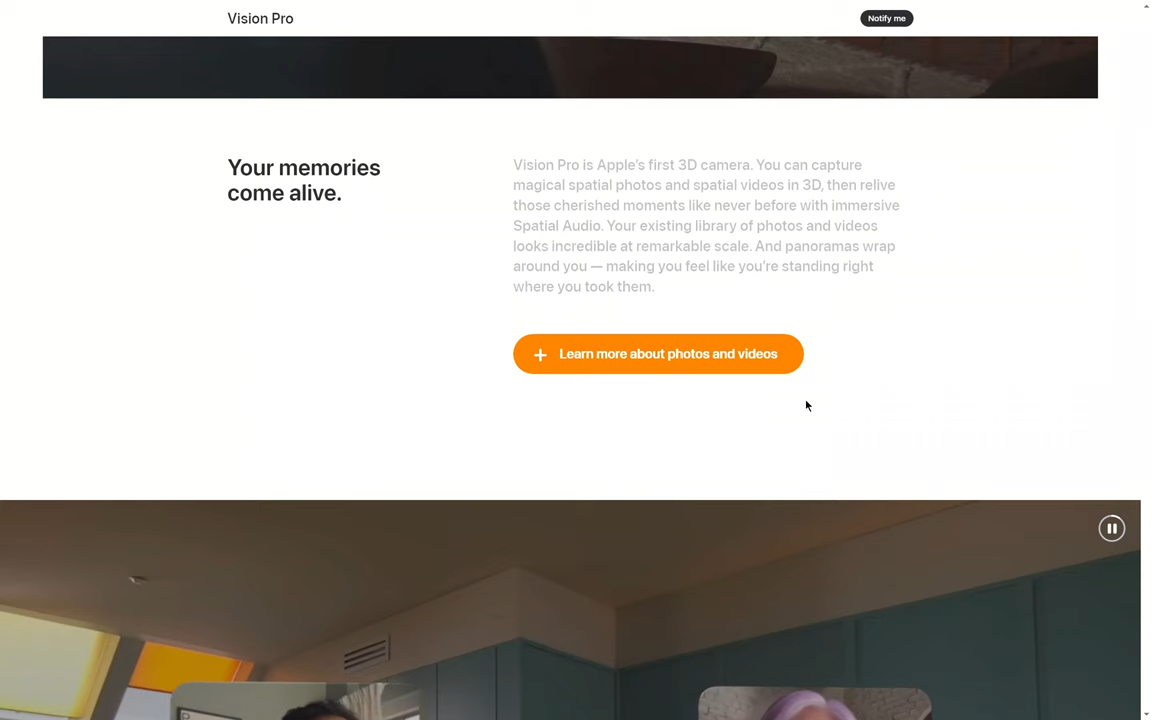 Vision Pro
Notify me
Your memories
come alive.
Vision Pro is Apple's first 3D camera. You can capture
magical spatial photos and spatial videos in 3D, then relive
those cherished moments like never before with immersive
Spatial Audio. Your existing library of photos and videos
looks incredible at remarkable scale. And panoramas wrap
around you — making you feel like you're standing right
where you took them.
+ Learn more about photos and videos